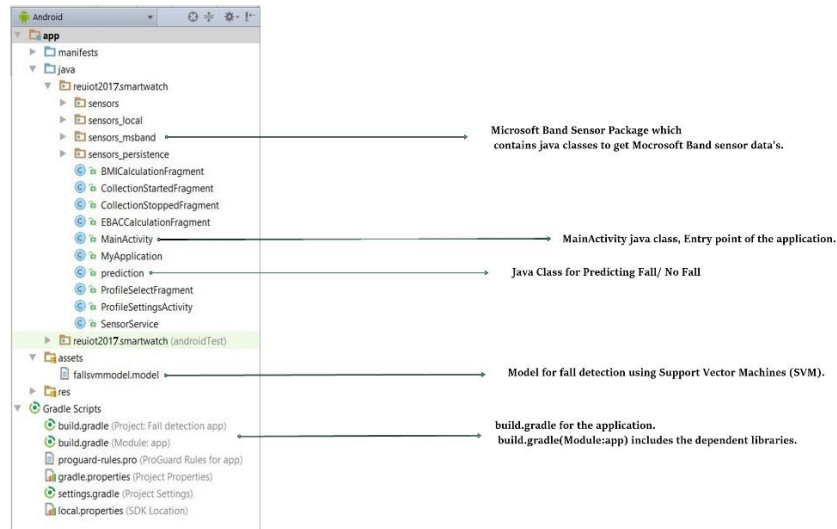 Android
app
manifests
java
reuiot2017.smartwatch
sensors
sensors_local
sensors_msband
Microsoft Band Sensor Package which
contains java classes to get Mocrosoft Band sensor data's.
sensors_persistence
BMICalculationFragment
CollectionStartedFragment
CollectionStoppedFragment
EBACCalculationFragment
MainActivity
MainActivity java class, Entry point of the application.
MyApplication
prediction
Java Class for Predicting Fall/ No Fall
ProfileSelectFragment
ProfileSettingsActivity
SensorService
reuiot2017.smartwatch (androidTest)
assets
fallsvmmodel.model
Model for fall detection using Support Vector Machines (SVM).
res
Gradle Scripts
build.gradle (Project: Fall detection app)
build.gradle (Module: app)
build.gradle for the application.
build.gradle(Module:app) includes the dependent libraries.
proguard-rules.pro (ProGuard Rules for app)
gradle.properties (Project Properties)
settings.gradle (Project Settings)
local.properties (SDK Location)